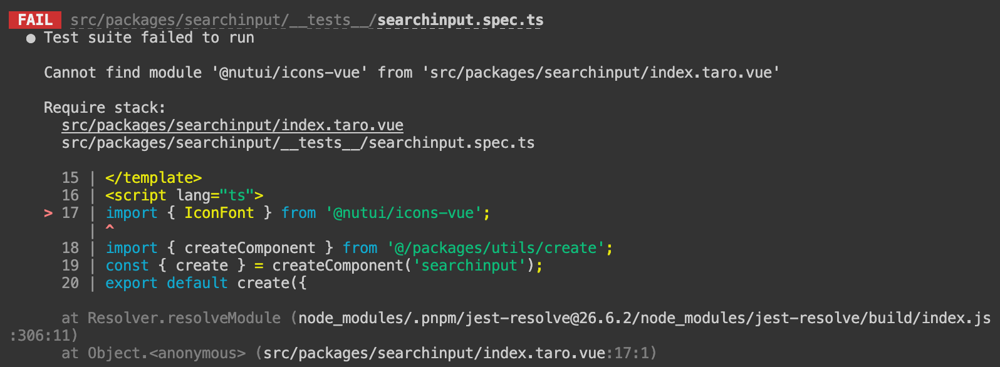 FAIL src/packages/searchinput/__tests__/searchinput.spec.ts
● Test suite failed to run
Cannot find module '@nutui/icons-vue' from 'src/packages/searchinput/index.taro.vue'
Require stack:
src/packages/searchinput/index.taro.vue
src/packages/searchinput/__tests__/searchinput.spec.ts
15 | </template>
16 | <script lang="ts">
> 17 | import { IconFont } from '@nutui/icons-vue';
| ^
18 | import { createComponent } from '@/packages/utils/create';
19 | const { create } = createComponent('searchinput');
20 | export default create({
at Resolver.resolveModule (node_modules/.pnpm/jest-resolve@26.6.2/node_modules/jest-resolve/build/index.js
:306:11)
at Object.<anonymous> (src/packages/searchinput/index.taro.vue:17:1)